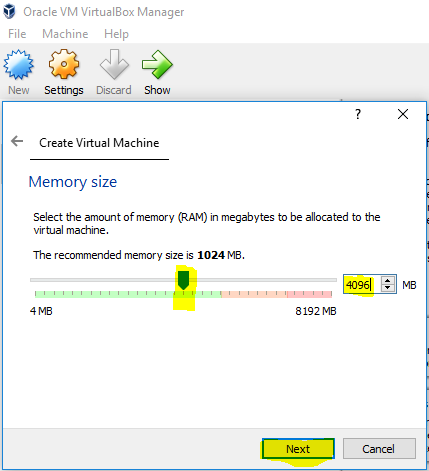 Oracle VM VirtualBox Manager
File Machine Help
New Settings Discard Show
?
Create Virtual Machine
Memory size
Select the amount of memory (RAM) in megabytes to be allocated to the
virtual machine.
The recommended memory size is 1024 MB.
4096 MB
4 MB 8192 MB
Next Cancel